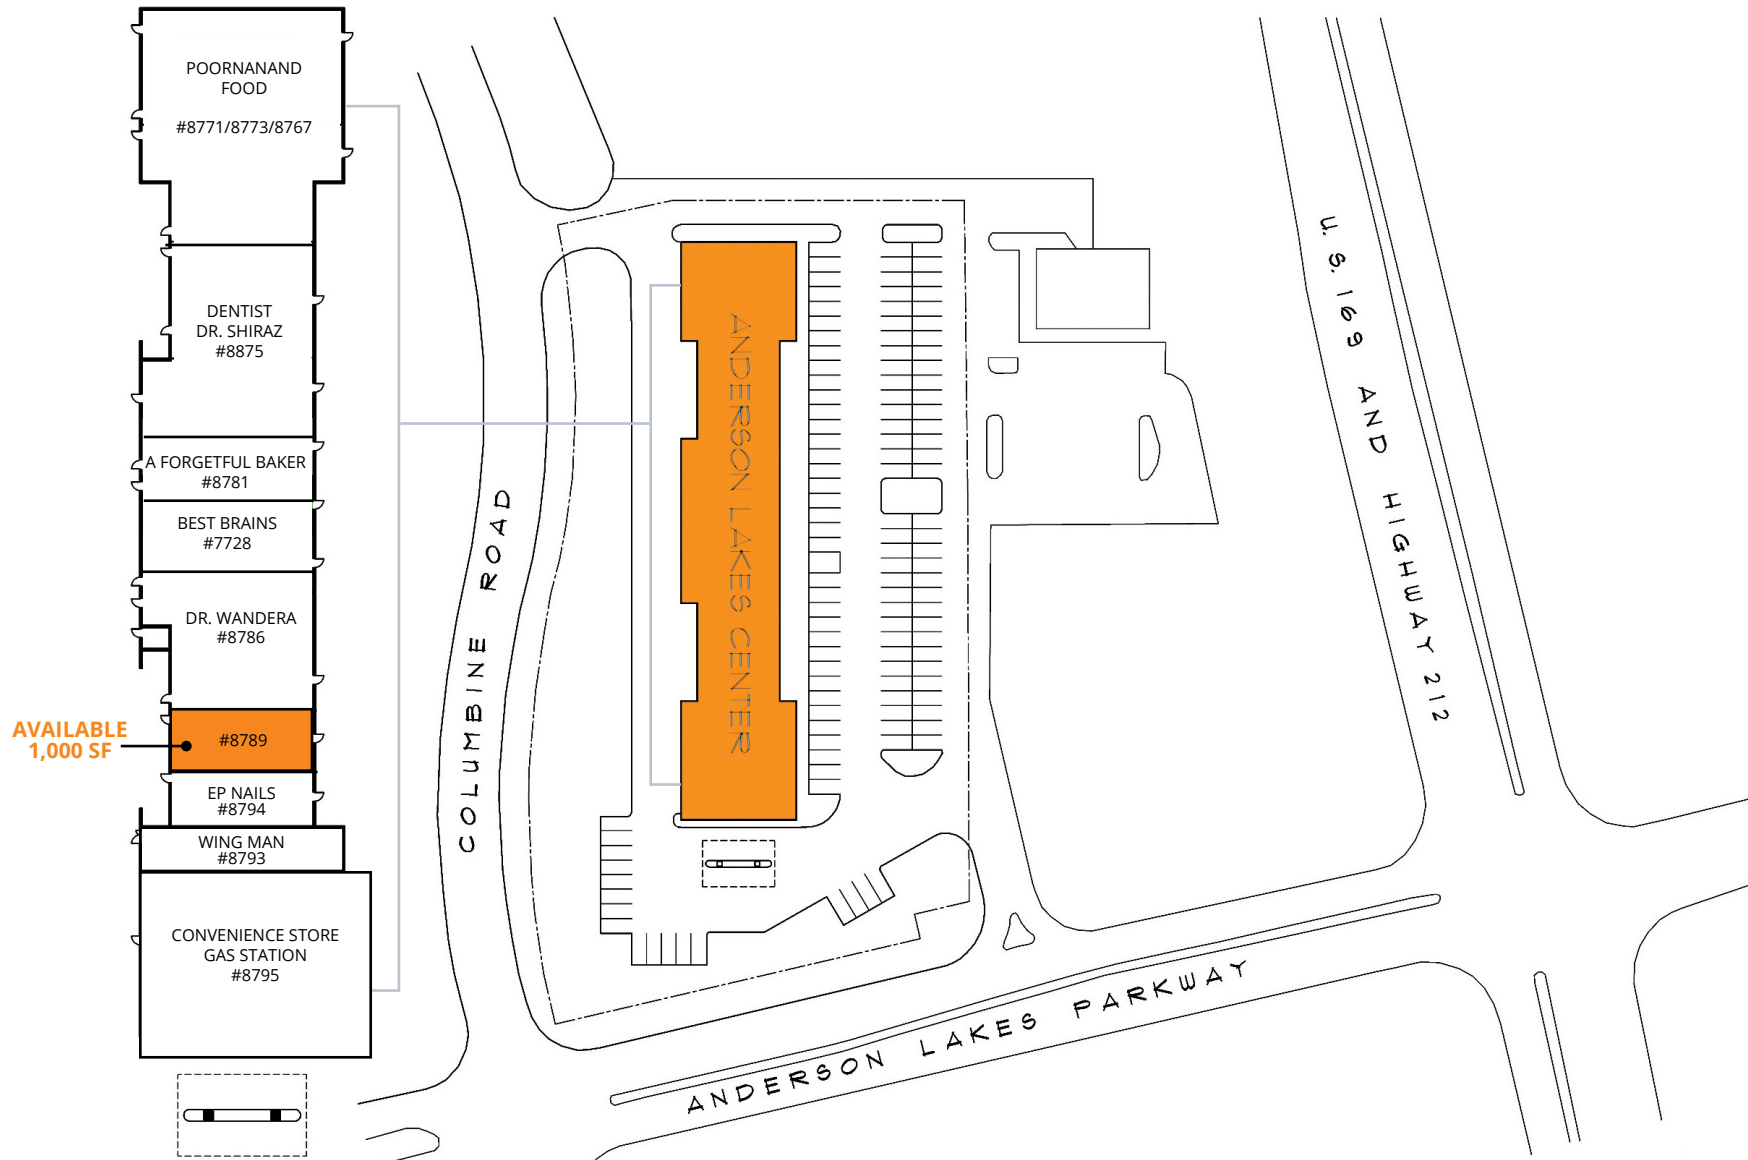 POORNANAND
FOOD
#8771/8773/8767
DENTIST
DR. SHIRAZ
#8875
A FORGETFUL BAKER
#8781
BEST BRAINS
#7728
DR. WANDERA
#8786
AVAILABLE
1,000 SF
#8789
EP NAILS
#8794
WING MAN
#8793
CONVENIENCE STORE
GAS STATION
#8795
COLUMBINE ROAD
ANDERSON LAKES CENTER
U.S. 169 AND HIGHWAY 212
ANDERSON LAKES PARKWAY